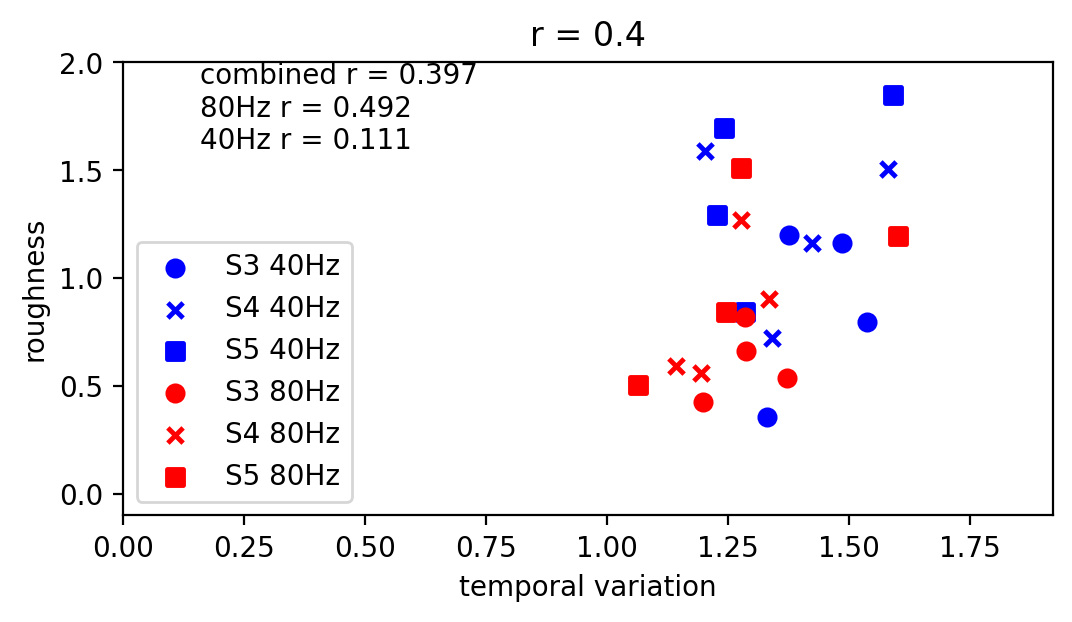 r = 0.4
combined r = 0.397
80Hz r = 0.492
40Hz r = 0.111
2.0
1.5
1.0
0.5
0.0
roughness
S3 40Hz
S4 40Hz
S5 40Hz
S3 80Hz
S4 80Hz
S5 80Hz
0.00 0.25 0.50 0.75 1.00 1.25 1.50 1.75
temporal variation